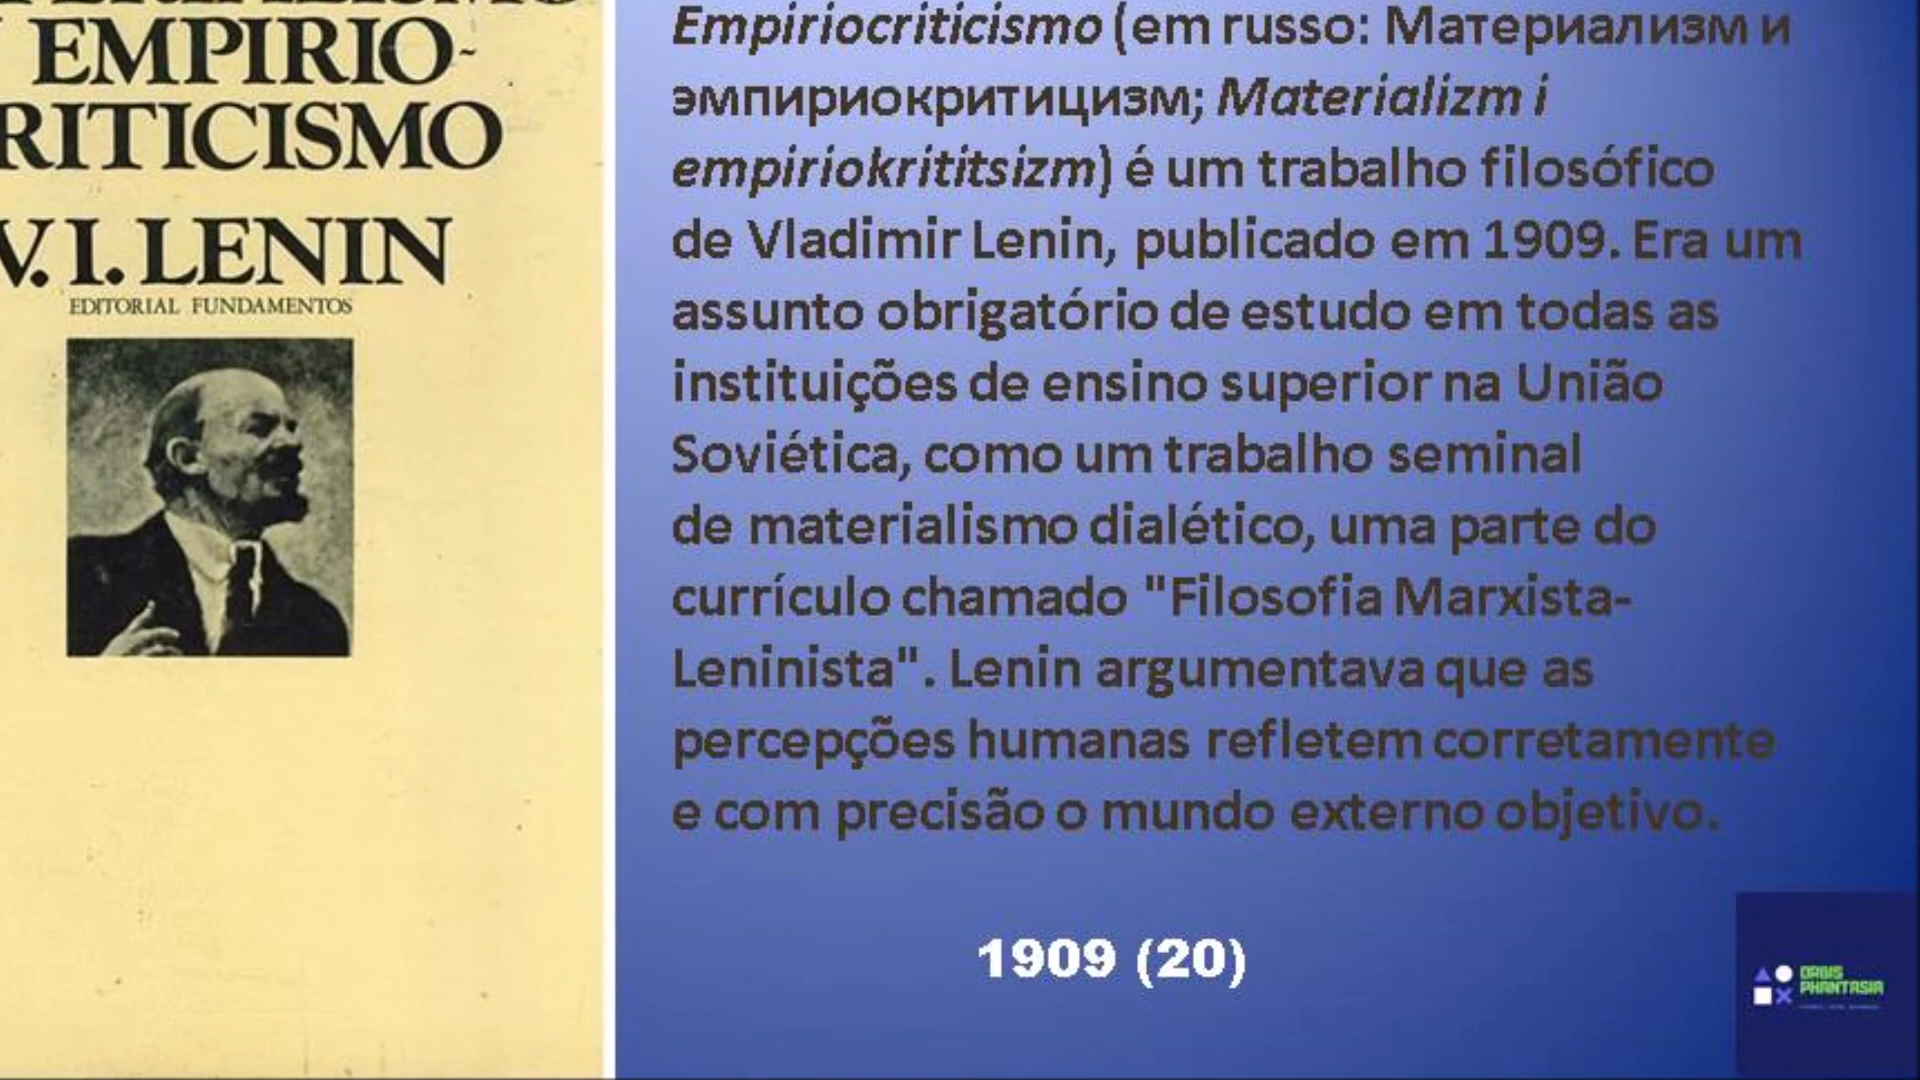 EMPIRIO-
RITICISMO
V. I. LENIN
EDITORIAL FUNDAMENTOS
Empiriocriticismo (em russo: Материализм и
эмпириокритицизм; Materializm i
empiriokrititsizm) é um trabalho filosófico
de Vladimir Lenin, publicado em 1909. Era um
assunto obrigatório de estudo em todas as
instituições de ensino superior na União
Soviética, como um trabalho seminal
de materialismo dialético, uma parte do
currículo chamado "Filosofia Marxista-
Leninista". Lenin argumentava que as
percepções humanas refletem corretamente
e com precisão o mundo externo objetivo.
1909 (20)
ORBIS
PHANTASIA